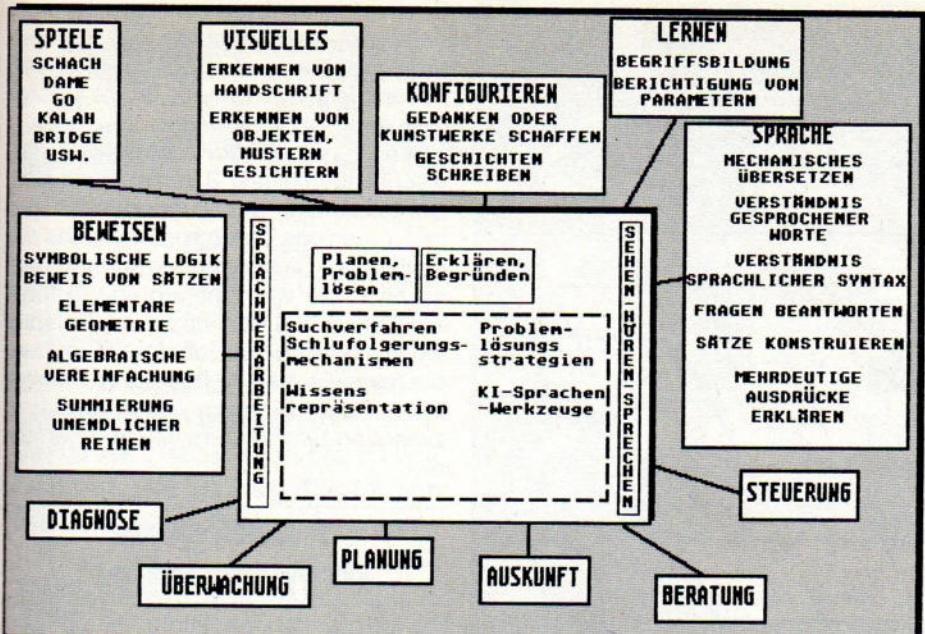 SPIELE
SCHACH
DAME
GO
KALAH
BRIDGE
USW.
VISUELLES
ERKENNEN VON
HANDSCHRIFT
ERKENNEN VON
OBJEKTEN,
MUSTERN
GESICHTERN
KONFIGURIEREN
GEDANKEN ODER
KUNSTWERKE SCHAFFEN
GESCHICHTEN
SCHREIBEN
LERNEN
BEGRIFFSBILDUNG
BERICHTIGUNG VON
PARAMETERN
SPRACHE
MECHANISCHES
ÜBERSETZEN
VERSTÄNDNIS
GESPROCHENER
WORTE
VERSTÄNDNIS
SPRACHLICHER SYNTAX
FRAGEN BEANTWORTEN
SÄTZE KONSTRUIEREN
MEHRDEUTIGE
AUSDRÜCKE
ERKLÄREN
BEWEISEN
SYMBOLISCHE LOGIK
BEWEIS VON SÄTZEN
ELEMENTARE
GEOMETRIE
ALGEBRAISCHE
VEREINFACHUNG
SUMMIERUNG
UNENDLICHER
REIHEN
SPRACHVERARBEITUNG
Planen,
Problem-
lösen
Erklären,
Begründen
Suchverfahren
Schlufolgerungs-
mechanismen
Wissens
repräsentation
Problem-
lösungs
strategien
KI-Sprachen
-Werkzeuge
SEHEN-HÖREN-SPRECHEN
DIAGNOSE
ÜBERWACHUNG
PLANUNG
AUSKUNFT
BERATUNG
STEUERUNG